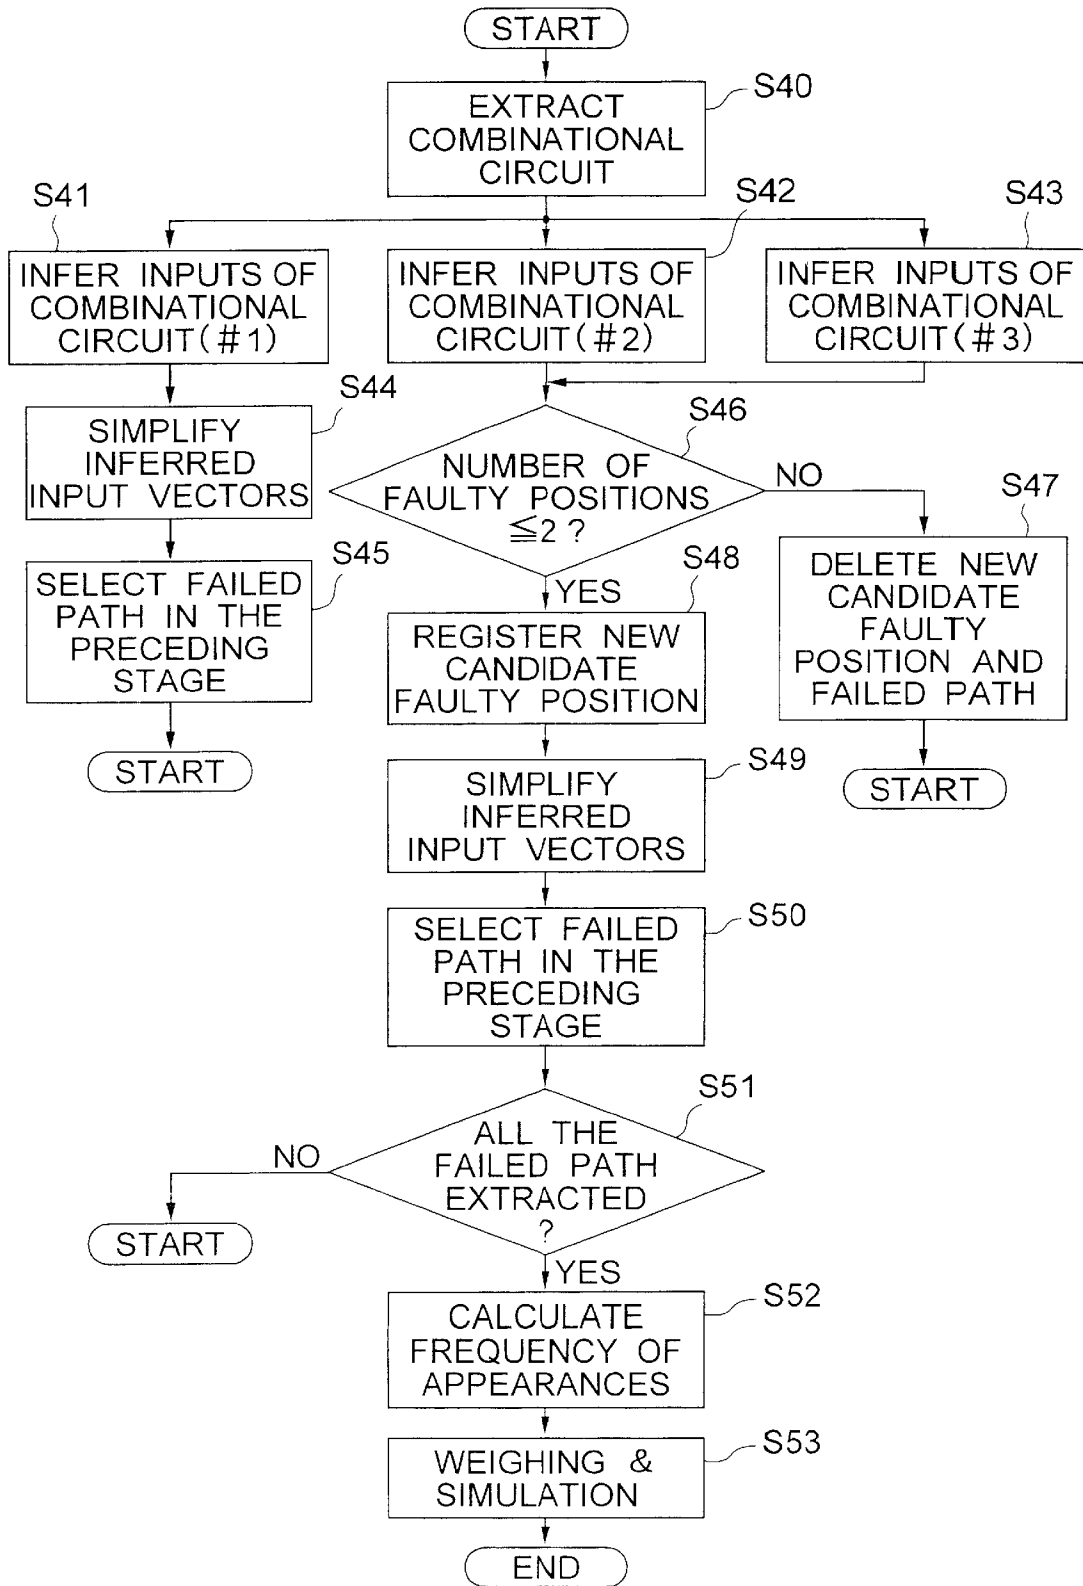 START
S40
EXTRACT
COMBINATIONAL
CIRCUIT
S41
S42
S43
INFER INPUTS OF
COMBINATIONAL
CIRCUIT(#1)
INFER INPUTS OF
COMBINATIONAL
CIRCUIT(#2)
INFER INPUTS OF
COMBINATIONAL
CIRCUIT(#3)
S44
SIMPLIFY
INFERRED
INPUT VECTORS
S46
NUMBER OF
FAULTY POSITIONS
≦2 ?
NO
S47
DELETE NEW
CANDIDATE
FAULTY
POSITION AND
FAILED PATH
START
S45
SELECT FAILED
PATH IN THE
PRECEDING
STAGE
START
YES
S48
REGISTER NEW
CANDIDATE
FAULTY POSITION
S49
SIMPLIFY
INFERRED
INPUT VECTORS
S50
SELECT FAILED
PATH IN THE
PRECEDING
STAGE
S51
ALL THE
FAILED PATH
EXTRACTED
?
NO
START
YES
S52
CALCULATE
FREQUENCY OF
APPEARANCES
S53
WEIGHING &
SIMULATION
END